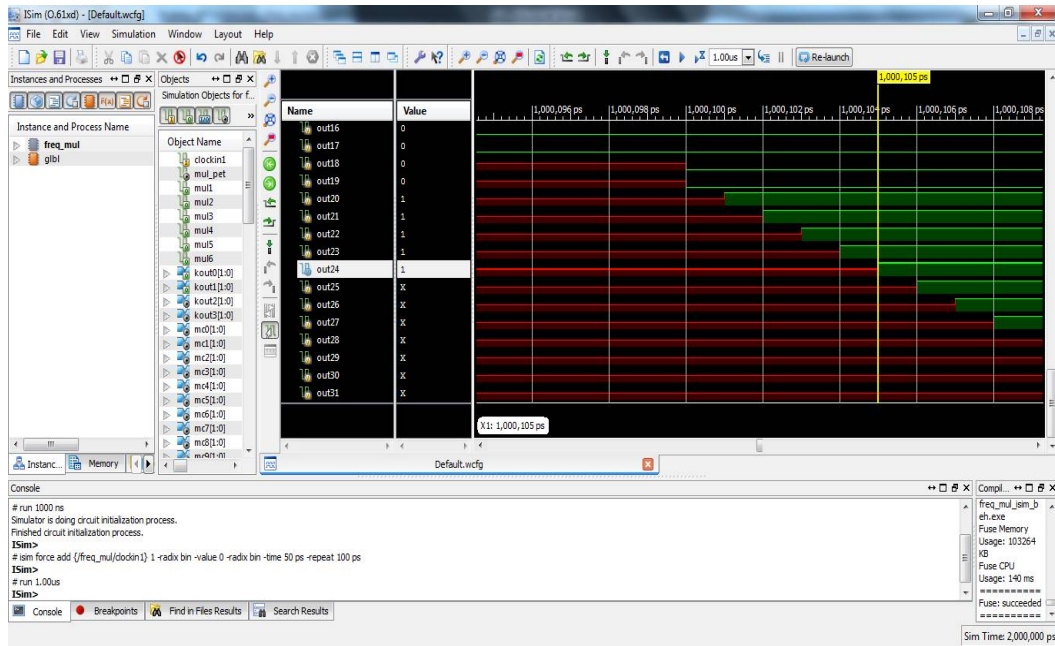 ISim (O.61xd) - [Default.wcfg]
File Edit View Simulation Window Layout Help
1.00us Re-launch
Instances and Processes
Instance and Process Name
freq_mul
glbl
Instanc... Memory
Objects
Simulation Objects for f...
Object Name
clockin1
mul_pet
mul1
mul2
mul3
mul4
mul5
mul6
kout0[1:0]
kout1[1:0]
kout2[1:0]
kout3[1:0]
mc0[1:0]
mc1[1:0]
mc2[1:0]
mc3[1:0]
mc4[1:0]
mc5[1:0]
mc6[1:0]
mc7[1:0]
mc8[1:0]
mc9[1:0]
1,000,105 ps
Name Value
1,000,096 ps 1,000,098 ps 1,000,100 ps 1,000,102 ps 1,000,104 ps 1,000,106 ps 1,000,108 ps
out16 0
out17 0
out18 0
out19 0
out20 1
out21 1
out22 1
out23 1
out24 1
out25 X
out26 X
out27 X
out28 X
out29 X
out30 X
out31 X
X1: 1,000,105 ps
Default.wcfg
Console
# run 1000 ns
Simulator is doing circuit initialization process.
Finished circuit initialization process.
ISim>
# isim force add {/freq_mul/clockin1} 1 -radix bin -value 0 -radix bin -time 50 ps -repeat 100 ps
ISim>
# run 1.00us
ISim>
Console Breakpoints Find in Files Results Search Results
Compil...
freq_mul_isim_b
eh.exe
Fuse Memory
Usage: 103264
KB
Fuse CPU
Usage: 140 ms
==========
Fuse: succeeded
==========
Sim Time: 2,000,000 ps